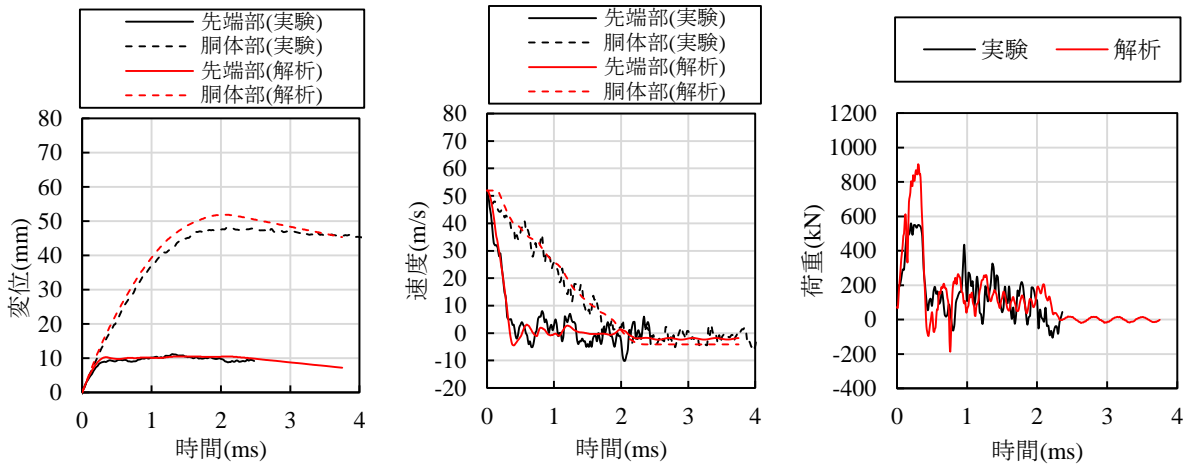 先端部(実験)
胴体部(実験)
先端部(解析)
胴体部(解析)
80
70
60
50
40
30
20
10
0
変位(mm)
0 1 2 3 4
時間(ms)
先端部(実験)
胴体部(実験)
先端部(解析)
胴体部(解析)
80
70
60
50
40
30
20
10
0
-10
-20
速度(m/s)
0 1 2 3 4
時間(ms)
実験 解析
1200
1000
800
600
400
200
0
-200
-400
荷重(kN)
0 1 2 3 4
時間(ms)